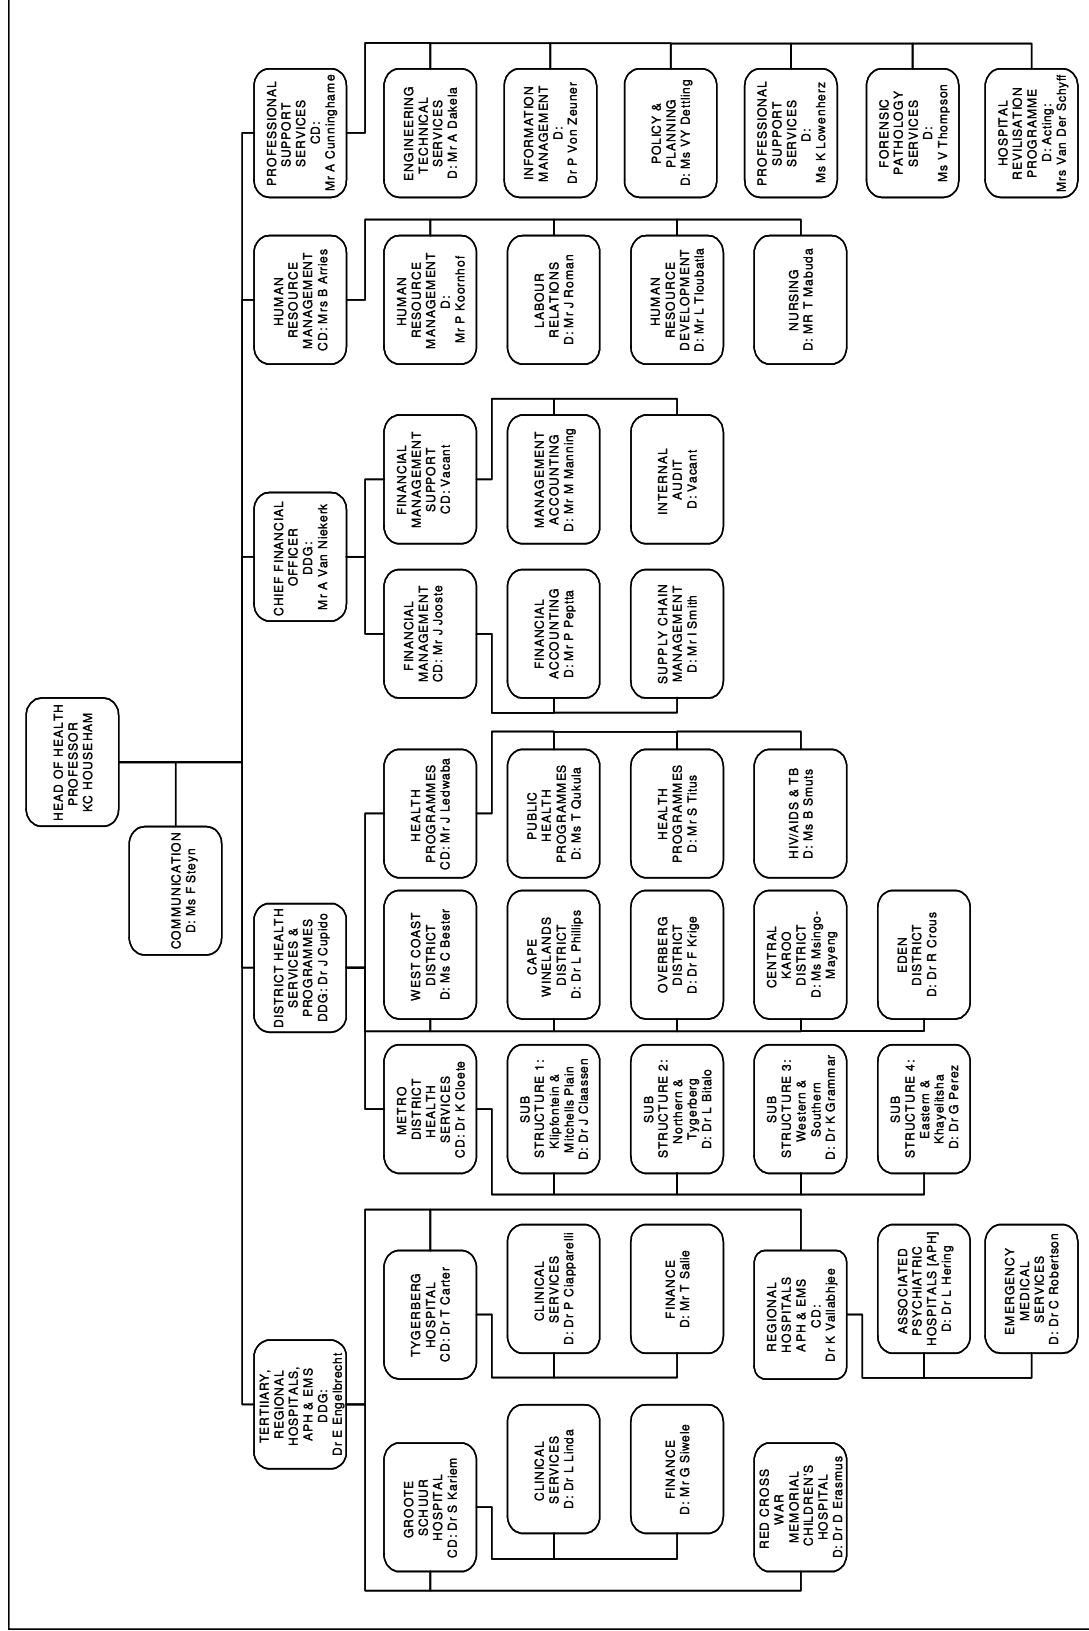 HEAD OF HEALTH
PROFESSOR
KC HOUSEHAM
COMMUNICATION
D: Ms F Steyn
TERTIIARY,
REGIONAL
HOSPITALS,
APH & EMS
DDG:
Dr E Engelbrecht
DISTRICT HEALTH
SERVICES &
PROGRAMMES
DDG: Dr J Cupido
CHIEF FINANCIAL
OFFICER
DDG:
Mr A Van Niekerk
HUMAN
RESOURCE
MANAGEMENT
CD: Mrs B Arries
PROFESSIONAL
SUPPORT
SERVICES
CD:
Mr A Cunninghame
GROOTE
SCHUUR
HOSPITAL
CD: Dr S Kariem
CLINICAL
SERVICES
D: Dr L Linda
FINANCE
D: Mr G Siwele
RED CROSS
WAR
MEMORIAL
CHILDREN'S
HOSPITAL
D: Dr D Erasmus
TYGERBERG
HOSPITAL
CD: Dr T Carter
CLINICAL
SERVICES
D: Dr P Ciapparelli
FINANCE
D: Mr T Salie
REGIONAL
HOSPITALS
APH & EMS
CD:
Dr K Vallabhjee
ASSOCIATED
PSYCHIATRIC
HOSPITALS [APH]
D: Dr L Hering
EMERGENCY
MEDICAL
SERVICES
D: Dr C Robertson
METRO
DISTRICT
HEALTH
SERVICES
CD: Dr K Cloete
SUB
STRUCTURE 1:
Klipfontein &
Mitchells Plain
D: Dr J Claassen
SUB
STRUCTURE 2:
Northern &
Tygerberg
D: Dr L Bitalo
SUB
STRUCTURE 3:
Western &
Southern
D: Dr K Grammar
SUB
STRUCTURE 4:
Eastern &
Khayelitsha
D: Dr G Perez
WEST COAST
DISTRICT
D: Ms C Bester
CAPE
WINELANDS
DISTRICT
D: Dr L Phillips
OVERBERG
DISTRICT
D: Dr F Krige
CENTRAL
KAROO
DISTRICT
D: Ms Msingo-
Mayeng
EDEN
DISTRICT
D: Dr R Crous
HEALTH
PROGRAMMES
CD: Mr J Ledwaba
PUBLIC
HEALTH
PROGRAMMES
D: Ms T Qukula
HEALTH
PROGRAMMES
D: Mr S Titus
HIV/AIDS & TB
D: Ms B Smuts
FINANCIAL
MANAGEMENT
CD: Mr J Jooste
FINANCIAL
ACCOUNTING
D: Mr P Peptta
SUPPLY CHAIN
MANAGEMENT
D: Mr I Smith
FINANCIAL
MANAGEMENT
SUPPORT
CD: Vacant
MANAGEMENT
ACCOUNTING
D: Mr M Manning
INTERNAL
AUDIT
D: Vacant
HUMAN
RESOURCE
MANAGEMENT
D:
Mr P Koornhof
LABOUR
RELATIONS
D: Mr J Roman
HUMAN
RESOURCE
DEVELOPMENT
D: Mr L Tloubatla
NURSING
D: MR T Mabuda
ENGINEERING
TECHNICAL
SERVICES
D: Mr A Dakela
INFORMATION
MANAGEMENT
D:
Dr P Von Zeuner
POLICY &
PLANNING
D: Ms VY Dettling
PROFESSIONAL
SUPPORT
SERVICES
D:
Ms K Lowenherz
FORENSIC
PATHOLOGY
SERVICES
D:
Ms V Thompson
HOSPITAL
REVILISATION
PROGRAMME
D: Acting:
Mrs Van Der Schyff